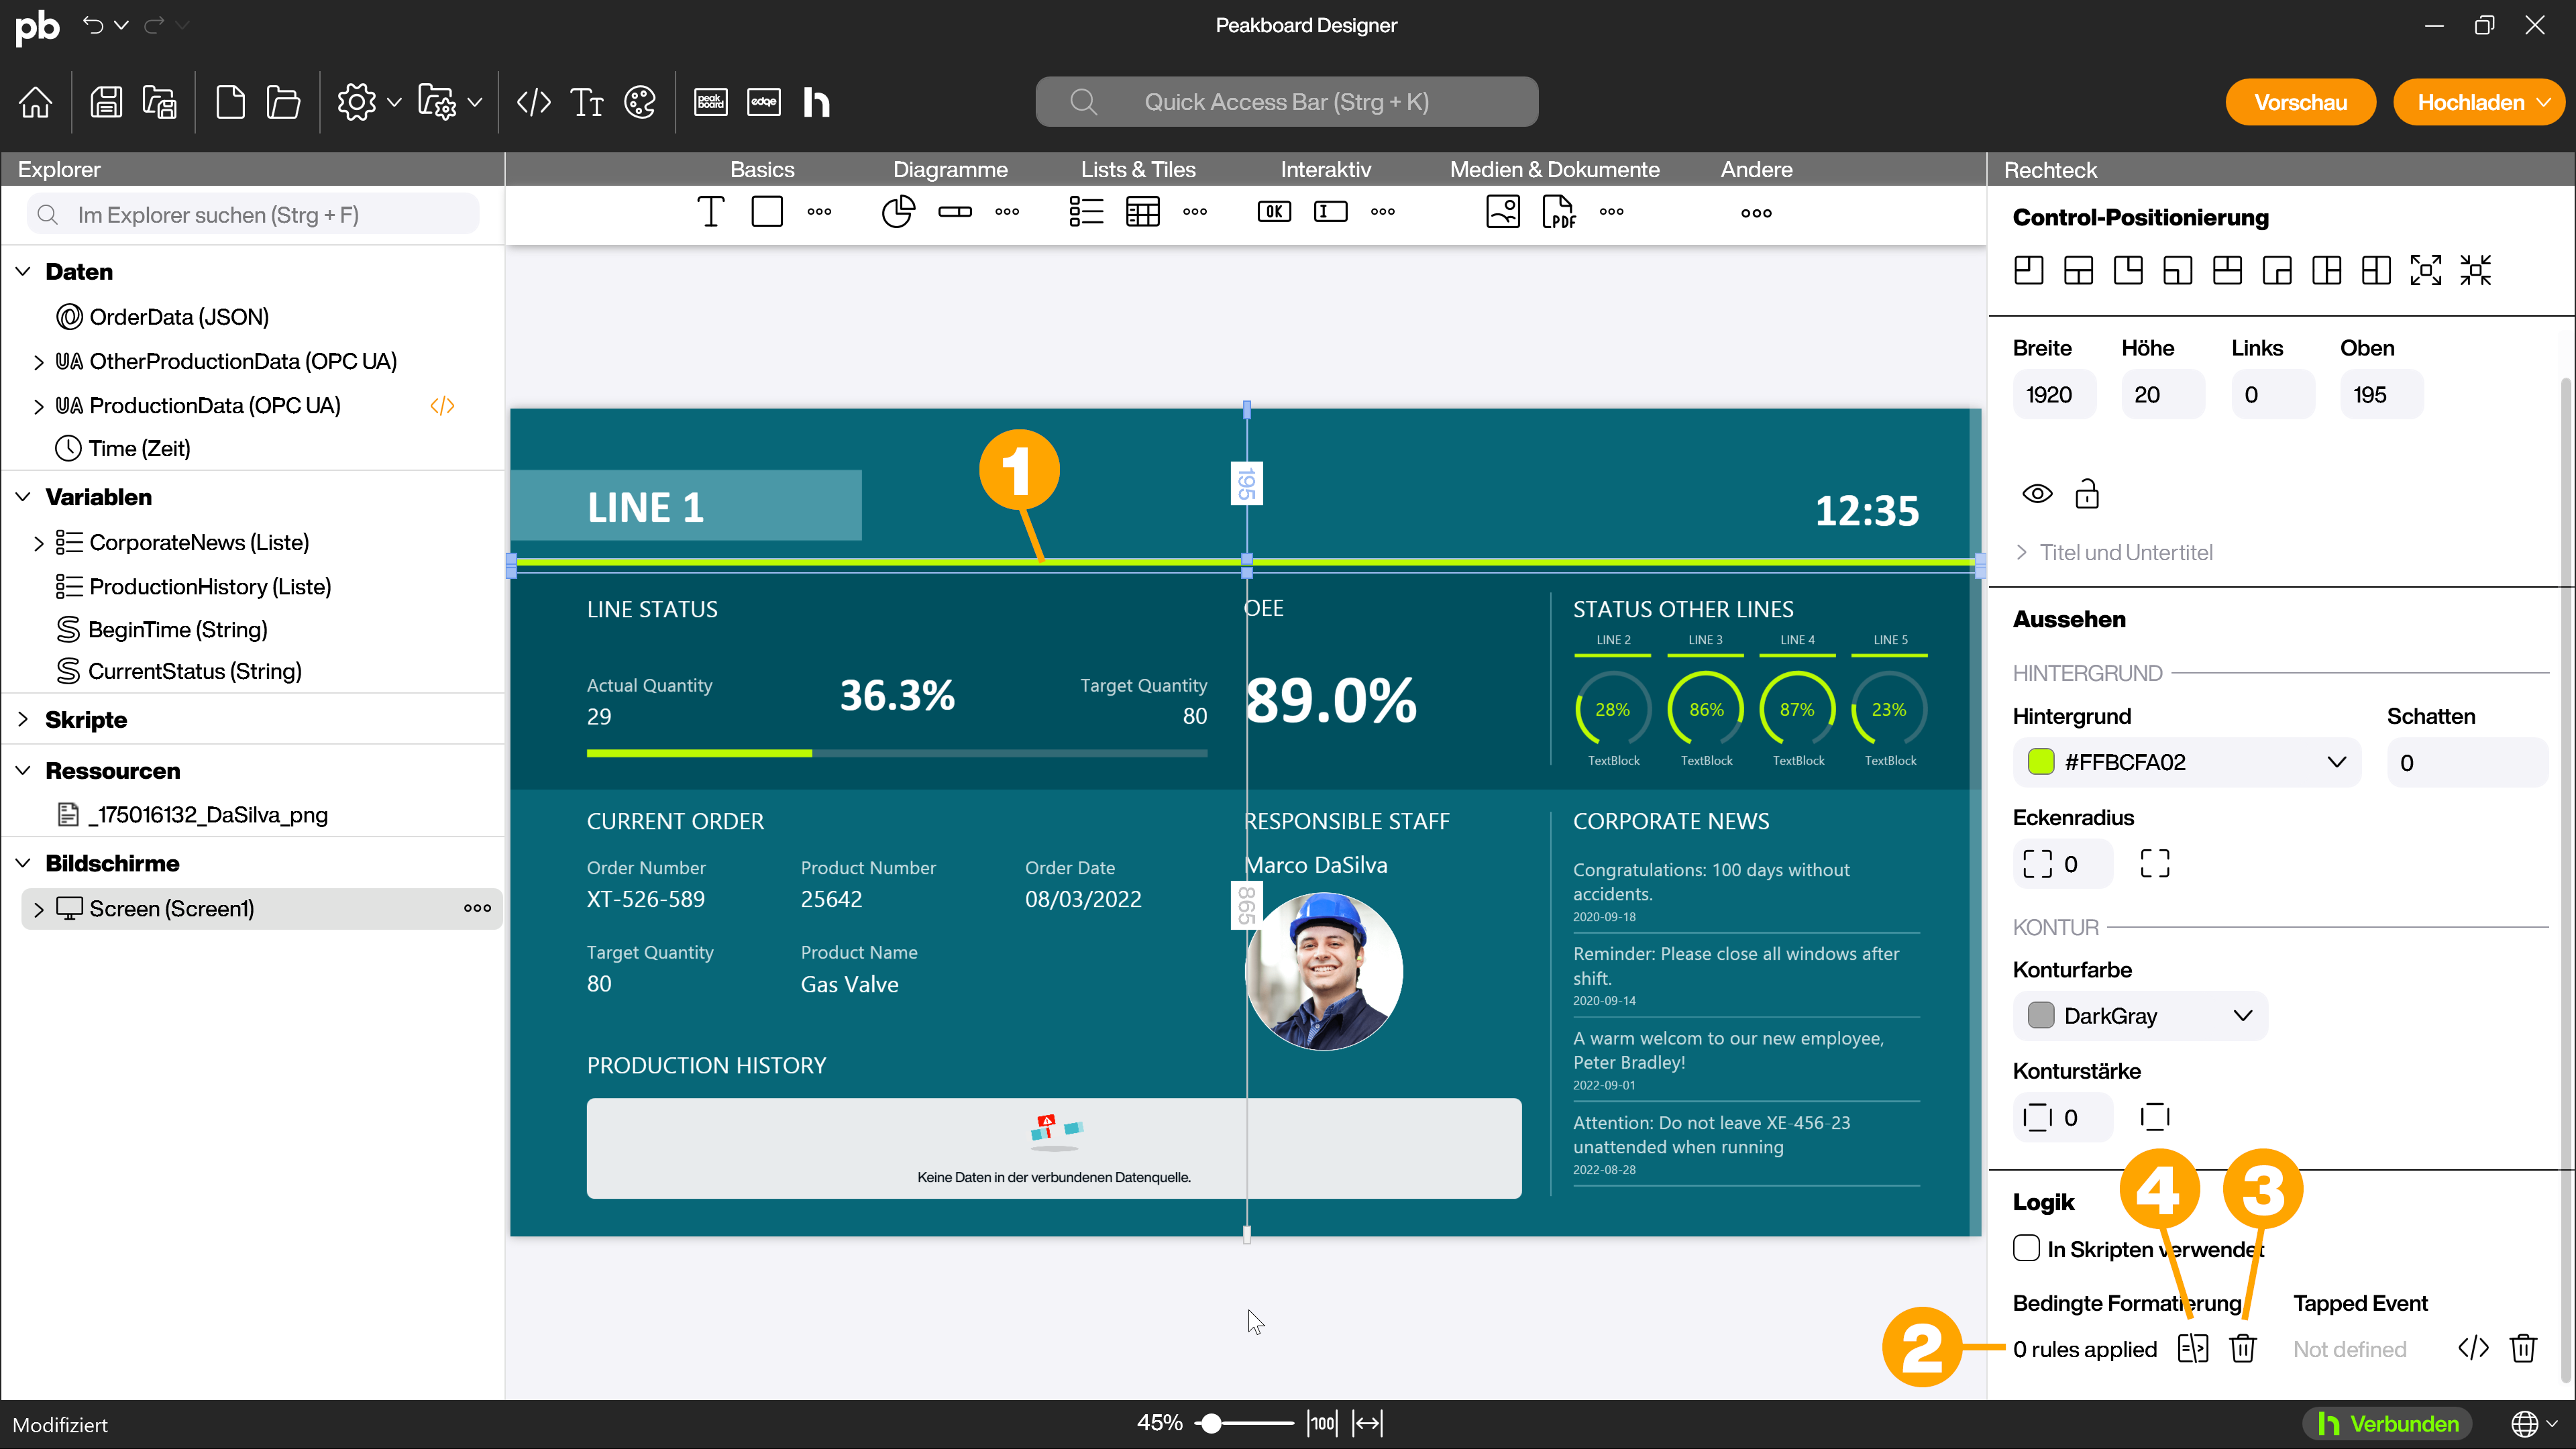 pb
Peakboard Designer
peak board
edge
h
Quick Access Bar (Strg + K)
Vorschau
Hochladen
Explorer
Basics
Diagramme
Lists & Tiles
Interaktiv
Medien & Dokumente
Andere
Rechteck
Im Explorer suchen (Strg + F)
OK
PDF
Control-Positionierung
Daten
OrderData (JSON)
UA OtherProductionData (OPC UA)
UA ProductionData (OPC UA)
Time (Zeit)
Variablen
CorporateNews (Liste)
ProductionHistory (Liste)
BeginTime (String)
CurrentStatus (String)
Skripte
Ressourcen
_175016132_DaSilva_png
Bildschirme
Screen (Screen1)
1
195
LINE 1
12:35
LINE STATUS
Actual Quantity
29
36.3%
Target Quantity
80
OEE
89.0%
STATUS OTHER LINES
LINE 2
LINE 3
LINE 4
LINE 5
28%
86%
87%
23%
TextBlock
TextBlock
TextBlock
TextBlock
CURRENT ORDER
Order Number
XT-526-589
Product Number
25642
Order Date
08/03/2022
Target Quantity
80
Product Name
Gas Valve
RESPONSIBLE STAFF
Marco DaSilva
865
CORPORATE NEWS
Congratulations: 100 days without
accidents.
2020-09-18
Reminder: Please close all windows after
shift.
2020-09-14
A warm welcom to our new employee,
Peter Bradley!
2022-09-01
Attention: Do not leave XE-456-23
unattended when running
2022-08-28
PRODUCTION HISTORY
Keine Daten in der verbundenen Datenquelle.
Breite
Höhe
Links
Oben
1920
20
0
195
Titel und Untertitel
Aussehen
HINTERGRUND
Hintergrund
Schatten
#FFBCFA02
0
Eckenradius
0
KONTUR
Konturfarbe
DarkGray
Konturstärke
0
4
3
Logik
In Skripten verwendet
Bedingte Formatierung
Tapped Event
2
0 rules applied
Not defined
Modifiziert
45%
100
h Verbunden